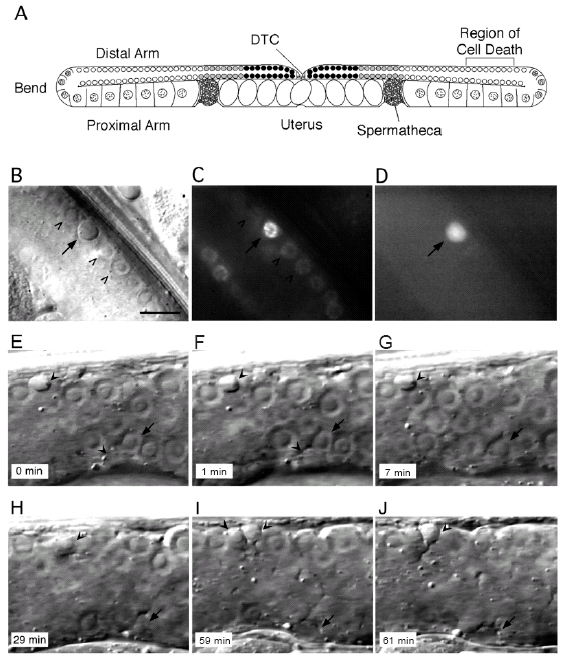 A
DTC
Region of
Cell Death
Distal Arm
Bend
Proximal Arm
Uterus
Spermatheca
B
C
D
E
F
G
0 min
1 min
7 min
H
I
J
29 min
59 min
61 min